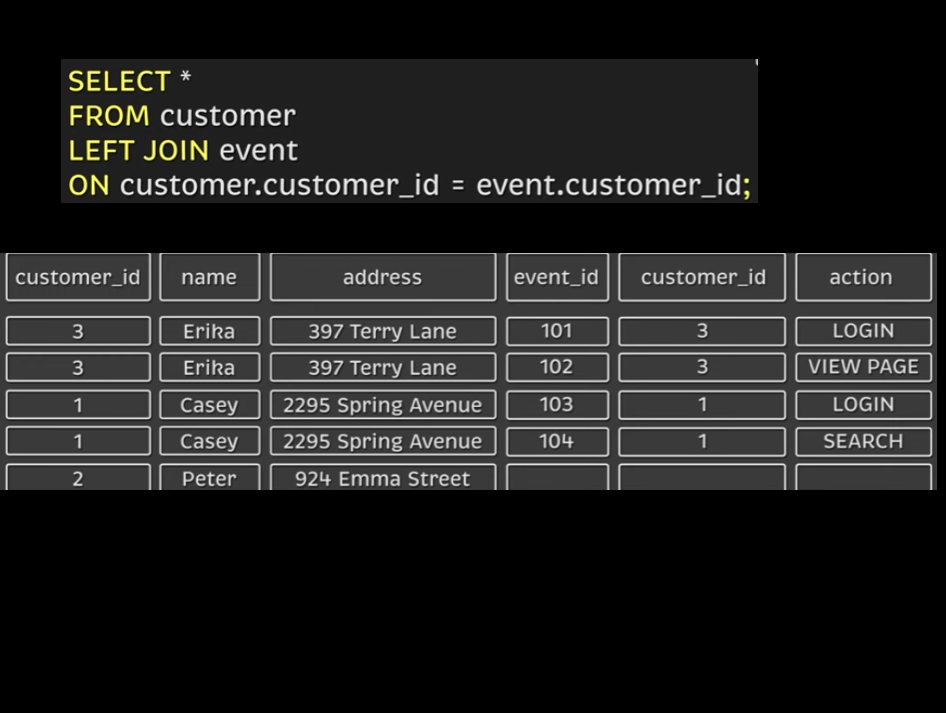 SELECT *
FROM customer
LEFT JOIN event
ON customer.customer_id = event.customer_id;
customer_id name address event_id customer_id action
3 Erika 397 Terry Lane 101 3 LOGIN
3 Erika 397 Terry Lane 102 3 VIEW PAGE
1 Casey 2295 Spring Avenue 103 1 LOGIN
1 Casey 2295 Spring Avenue 104 1 SEARCH
2 Peter 924 Emma Street